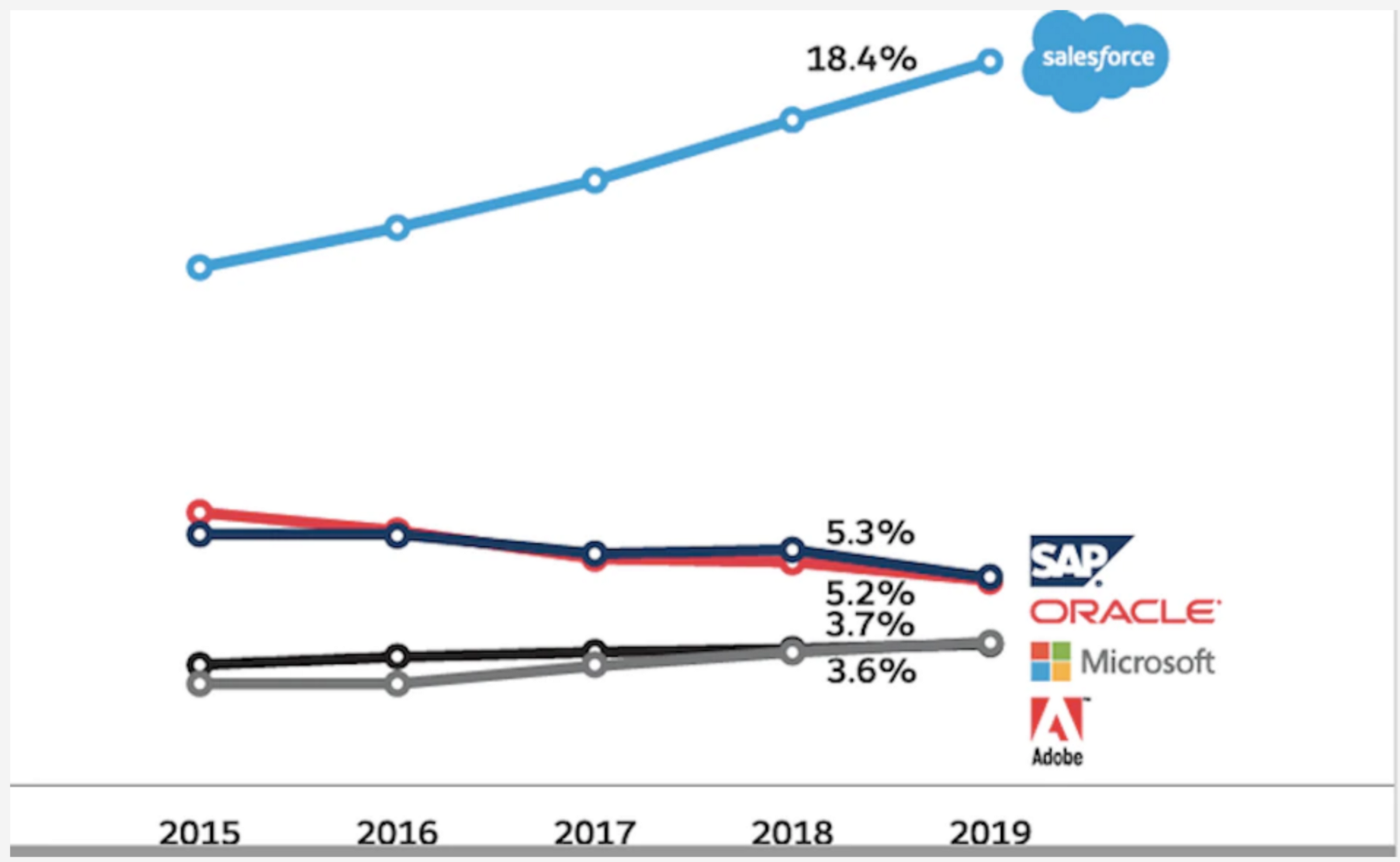 18.4%
salesforce
5.3%
SAP
5.2%
ORACLE
3.7%
Microsoft
3.6%
Adobe
2015 2016 2017 2018 2019